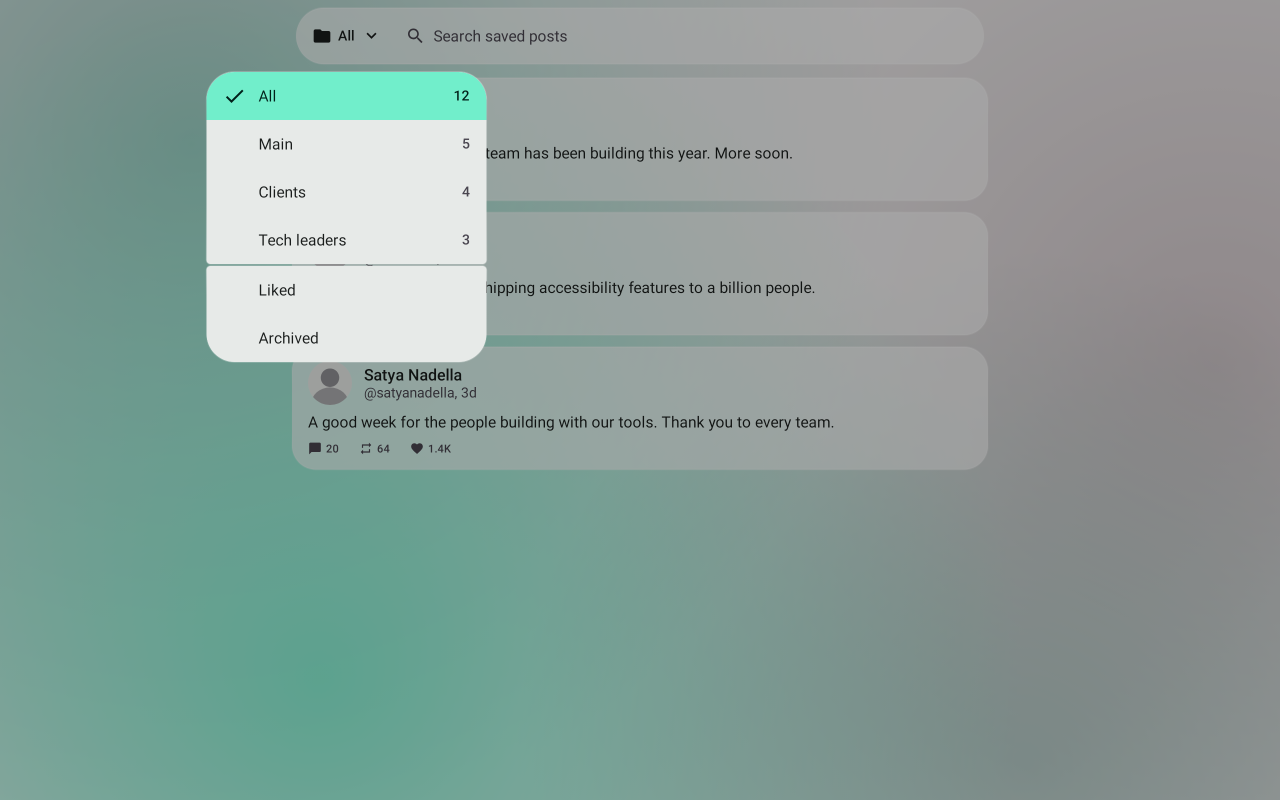 All
Search saved posts
All 12
Main 5
team has been building this year. More soon.
Clients 4
Tech leaders 3
Liked
accessibility features to a billion people.
Archived
Satya Nadella
@satyanadella, 3d
A good week for the people building with our tools. Thank you to every team.
20 64 1.4K